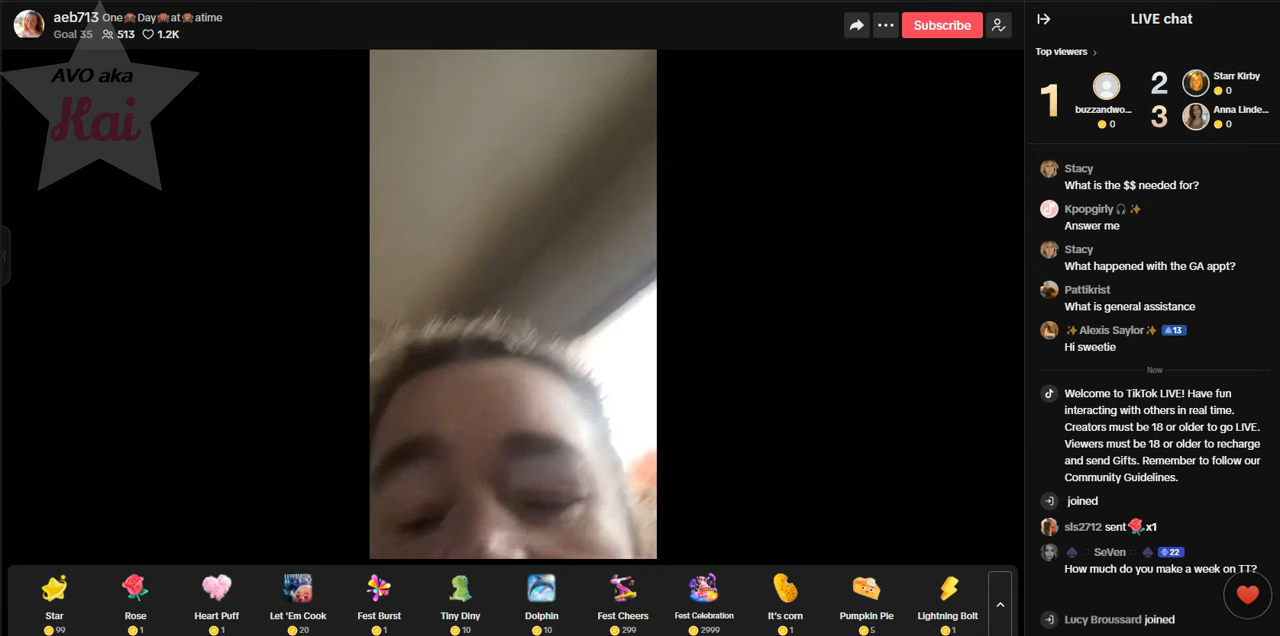 aeb713 One🙈Day🙈at🙈atime
Goal 35 513 1.2K
Subscribe
AVO aka
Kai
LIVE chat
Top viewers >
1 buzzandwo...
0
2 Starr Kirby
0
3 Anna Linde...
0
Stacy
What is the $$ needed for?
Kpopgirly🎧✨
Answer me
Stacy
What happened with the GA appt?
Pattikrist
What is general assistance
✨Alexis Saylor✨ 13
Hi sweetie
New
Welcome to TikTok LIVE! Have fun
interacting with others in real time.
Creators must be 18 or older to go LIVE.
Viewers must be 18 or older to recharge
and send Gifts. Remember to follow our
Community Guidelines.
joined
sls2712 sent🌹x1
♠️ SeVen ♠️ 22
How much do you make a week on TT?
Lucy Broussard joined
Star Rose Heart Puff Let 'Em Cook Fest Burst Tiny Diny Dolphin Fest Cheers Fest Celebration It's corn Pumpkin Pie Lightning Bolt
99 1 1 20 1 10 10 299 2999 1 5 1